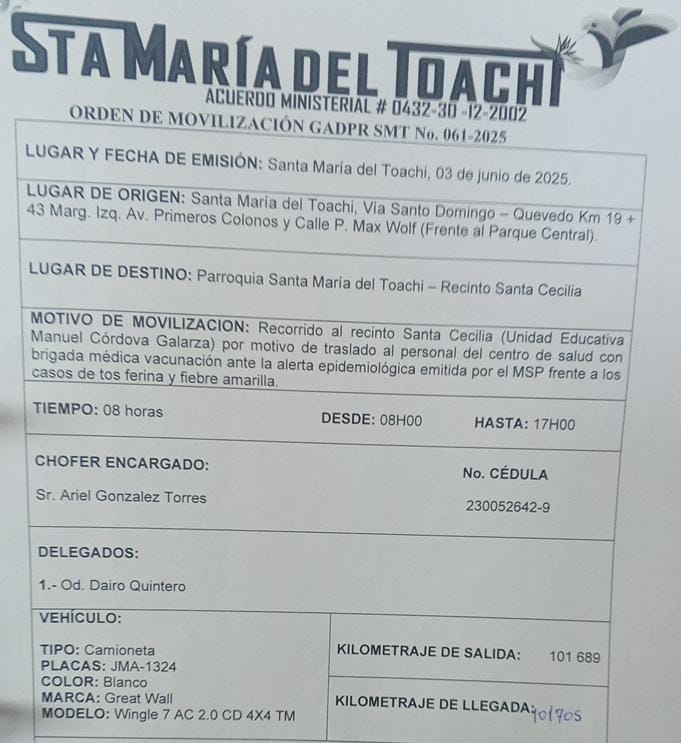 STA MARÍA DEL TOACHI
ACUERDO MINISTERIAL # 0432-30 -12-2002
ORDEN DE MOVILIZACIÓN GADPR SMT No. 061-2025
LUGAR Y FECHA DE EMISIÓN: Santa María del Toachi, 03 de junio de 2025.
LUGAR DE ORIGEN: Santa María del Toachi, Vía Santo Domingo – Quevedo Km 19 +
43 Marg. Izq. Av. Primeros Colonos y Calle P. Max Wolf (Frente al Parque Central).
LUGAR DE DESTINO: Parroquia Santa María del Toachi – Recinto Santa Cecilia
MOTIVO DE MOVILIZACION: Recorrido al recinto Santa Cecilia (Unidad Educativa
Manuel Córdova Galarza) por motivo de traslado al personal del centro de salud con
brigada médica vacunación ante la alerta epidemiológica emitida por el MSP frente a los
casos de tos ferina y fiebre amarilla.
TIEMPO: 08 horas DESDE: 08H00 HASTA: 17H00
CHOFER ENCARGADO: No. CÉDULA
Sr. Ariel Gonzalez Torres 230052642-9
DELEGADOS:
1.- Od. Dairo Quintero
VEHÍCULO:
TIPO: Camioneta
PLACAS: JMA-1324
COLOR: Blanco
MARCA: Great Wall
MODELO: Wingle 7 AC 2.0 CD 4X4 TM
KILOMETRAJE DE SALIDA: 101 689
KILOMETRAJE DE LLEGADA: 101705